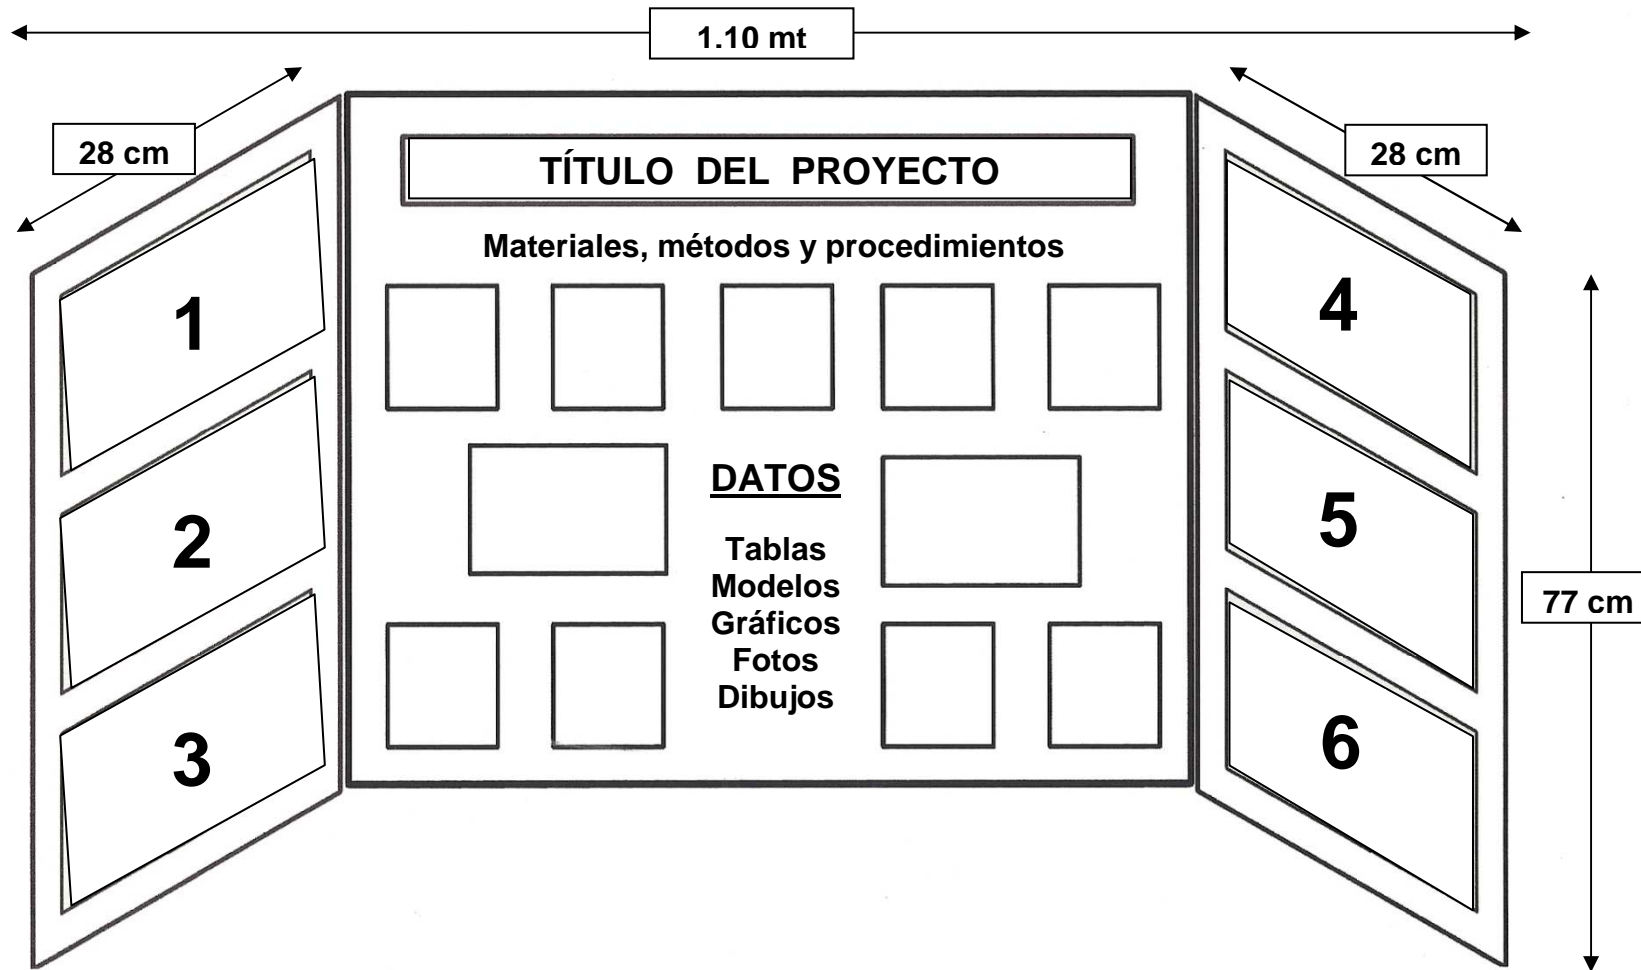 1.10 mt
28 cm
28 cm
TÍTULO DEL PROYECTO
Materiales, métodos y procedimientos
1
2
3
DATOS
Tablas
Modelos
Gráficos
Fotos
Dibujos
4
5
6
77 cm